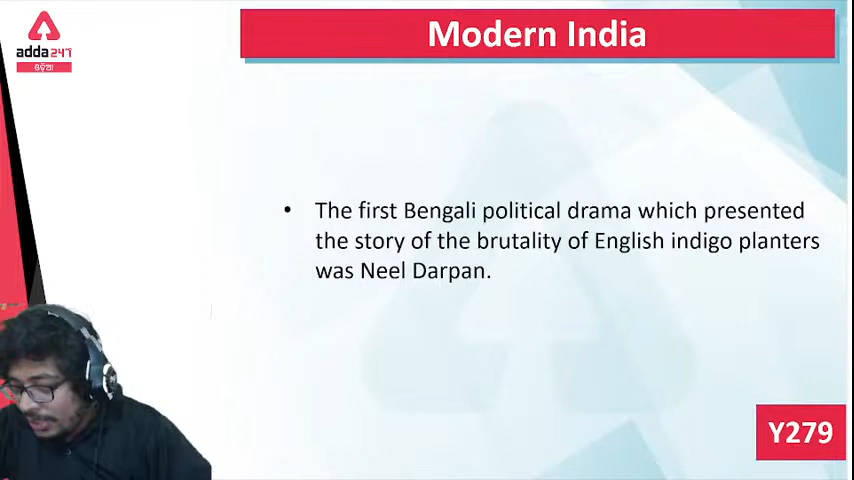 adda247
ଓଡ଼ିଆ
Modern India
• The first Bengali political drama which presented
the story of the brutality of English indigo planters
was Neel Darpan.
Y279